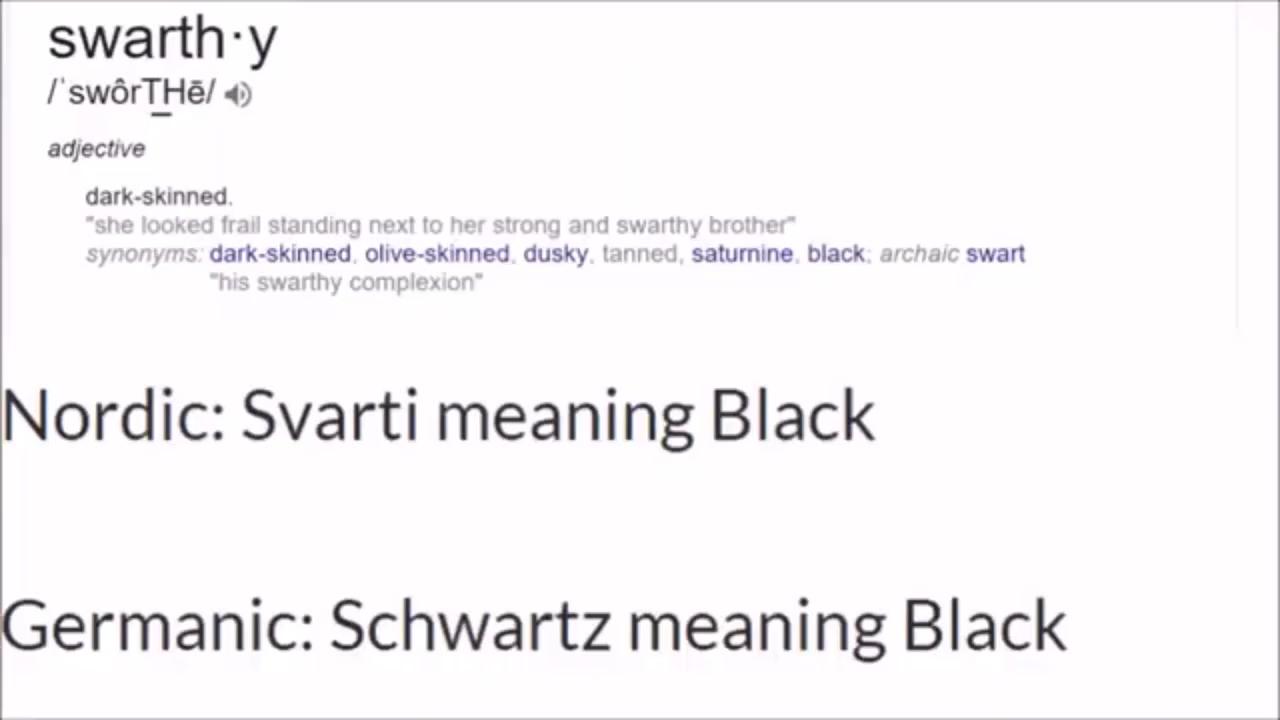 swarth·y
/ˈswôrT͟Hē/
adjective
dark-skinned.
"she looked frail standing next to her strong and swarthy brother"
synonyms: dark-skinned, olive-skinned, dusky, tanned, saturnine, black; archaic swart
"his swarthy complexion"
Nordic: Svarti meaning Black
Germanic: Schwartz meaning Black